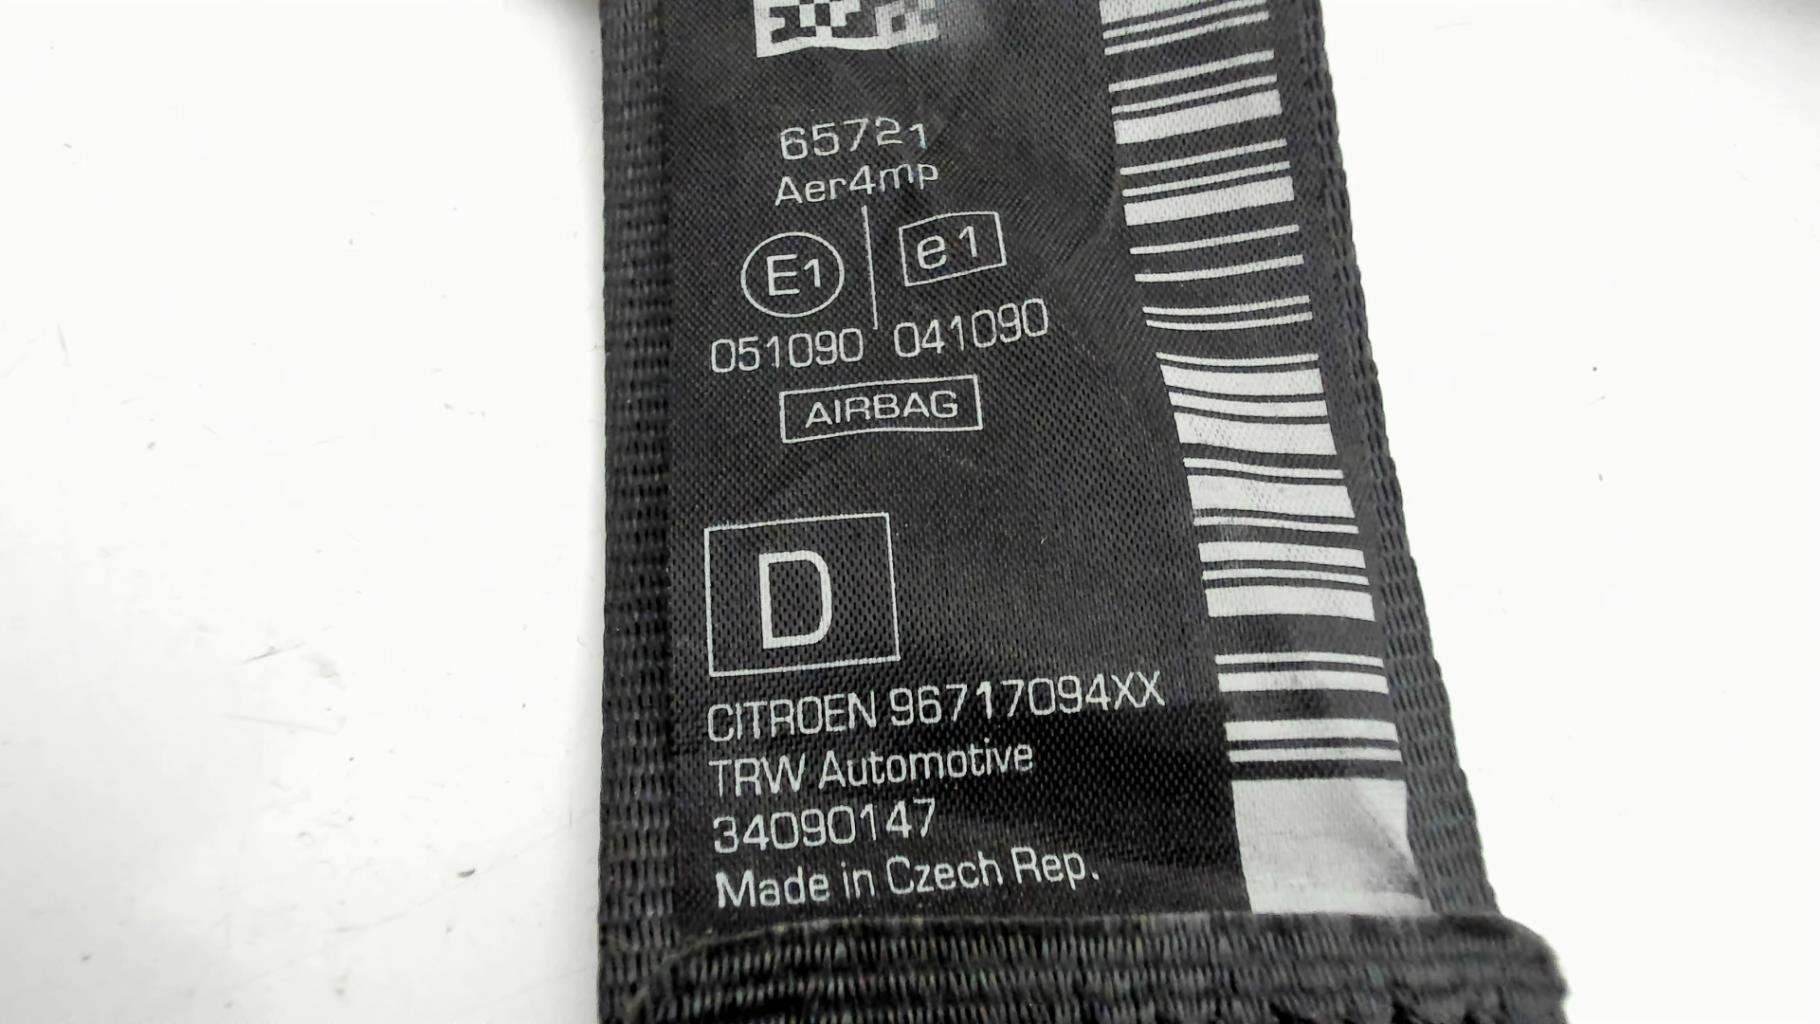 65721
Aer4mp
E1 e1
051090 041090
AIRBAG
D
CITROEN 96717094XX
TRW Automotive
34090147
Made in Czech Rep.